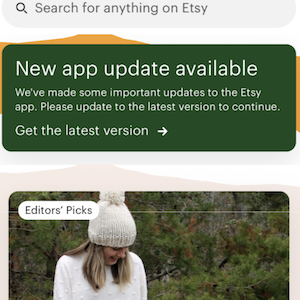 Search for anything on Etsy
New app update available
We've made some important updates to the Etsy
app. Please update to the latest version to continue.
Get the latest version →
Editors' Picks